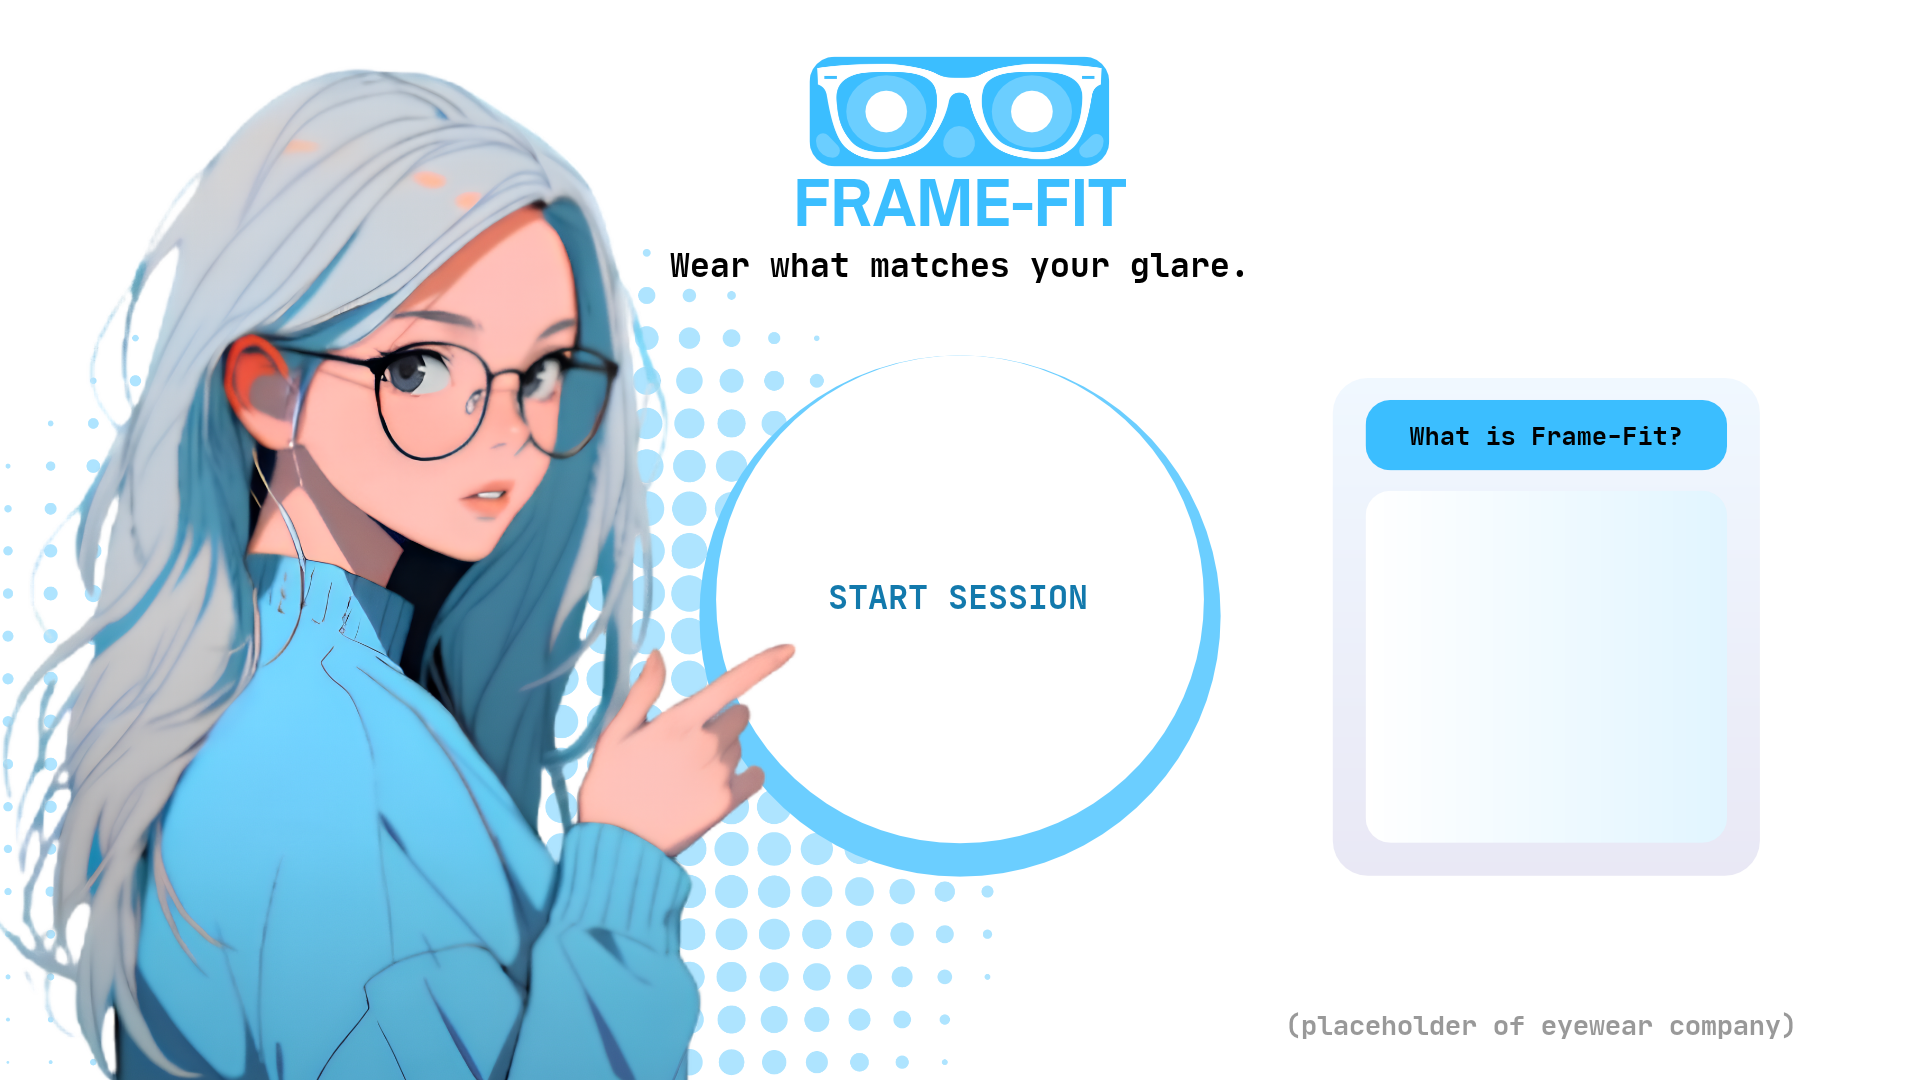 FRAME-FIT
Wear what matches your glare.
START SESSION
What is Frame-Fit?
(placeholder of eyewear company)